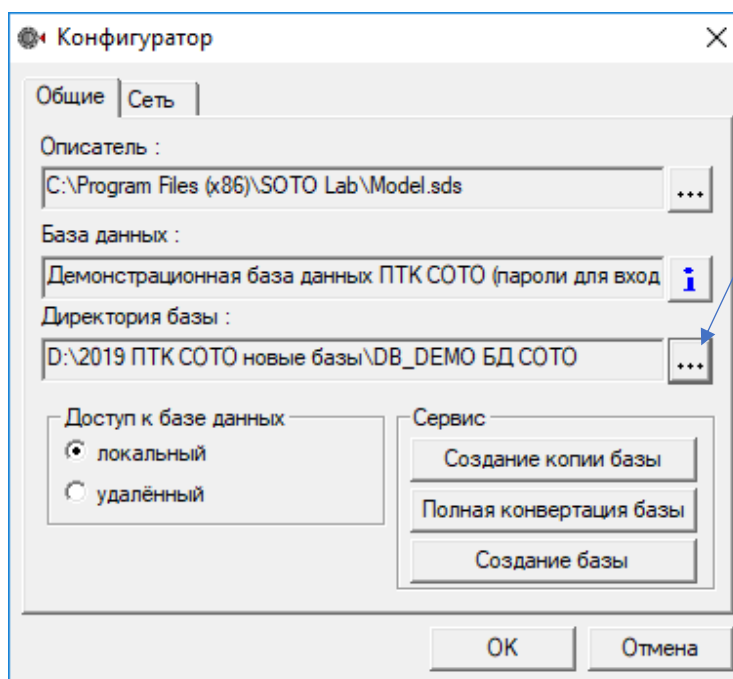 Конфигуратор
Общие
Сеть
Описатель :
C:\Program Files (x86)\SOTO Lab\Model.sds
...
База данных :
Демонстрационная база данных ПТК СОТО (пароли для вход
i
Директория базы :
D:\2019 ПТК СОТО новые базы\DB_DEMO БД СОТО
...
Доступ к базе данных
локальный
удалённый
Сервис
Создание копии базы
Полная конвертация базы
Создание базы
OK
Отмена